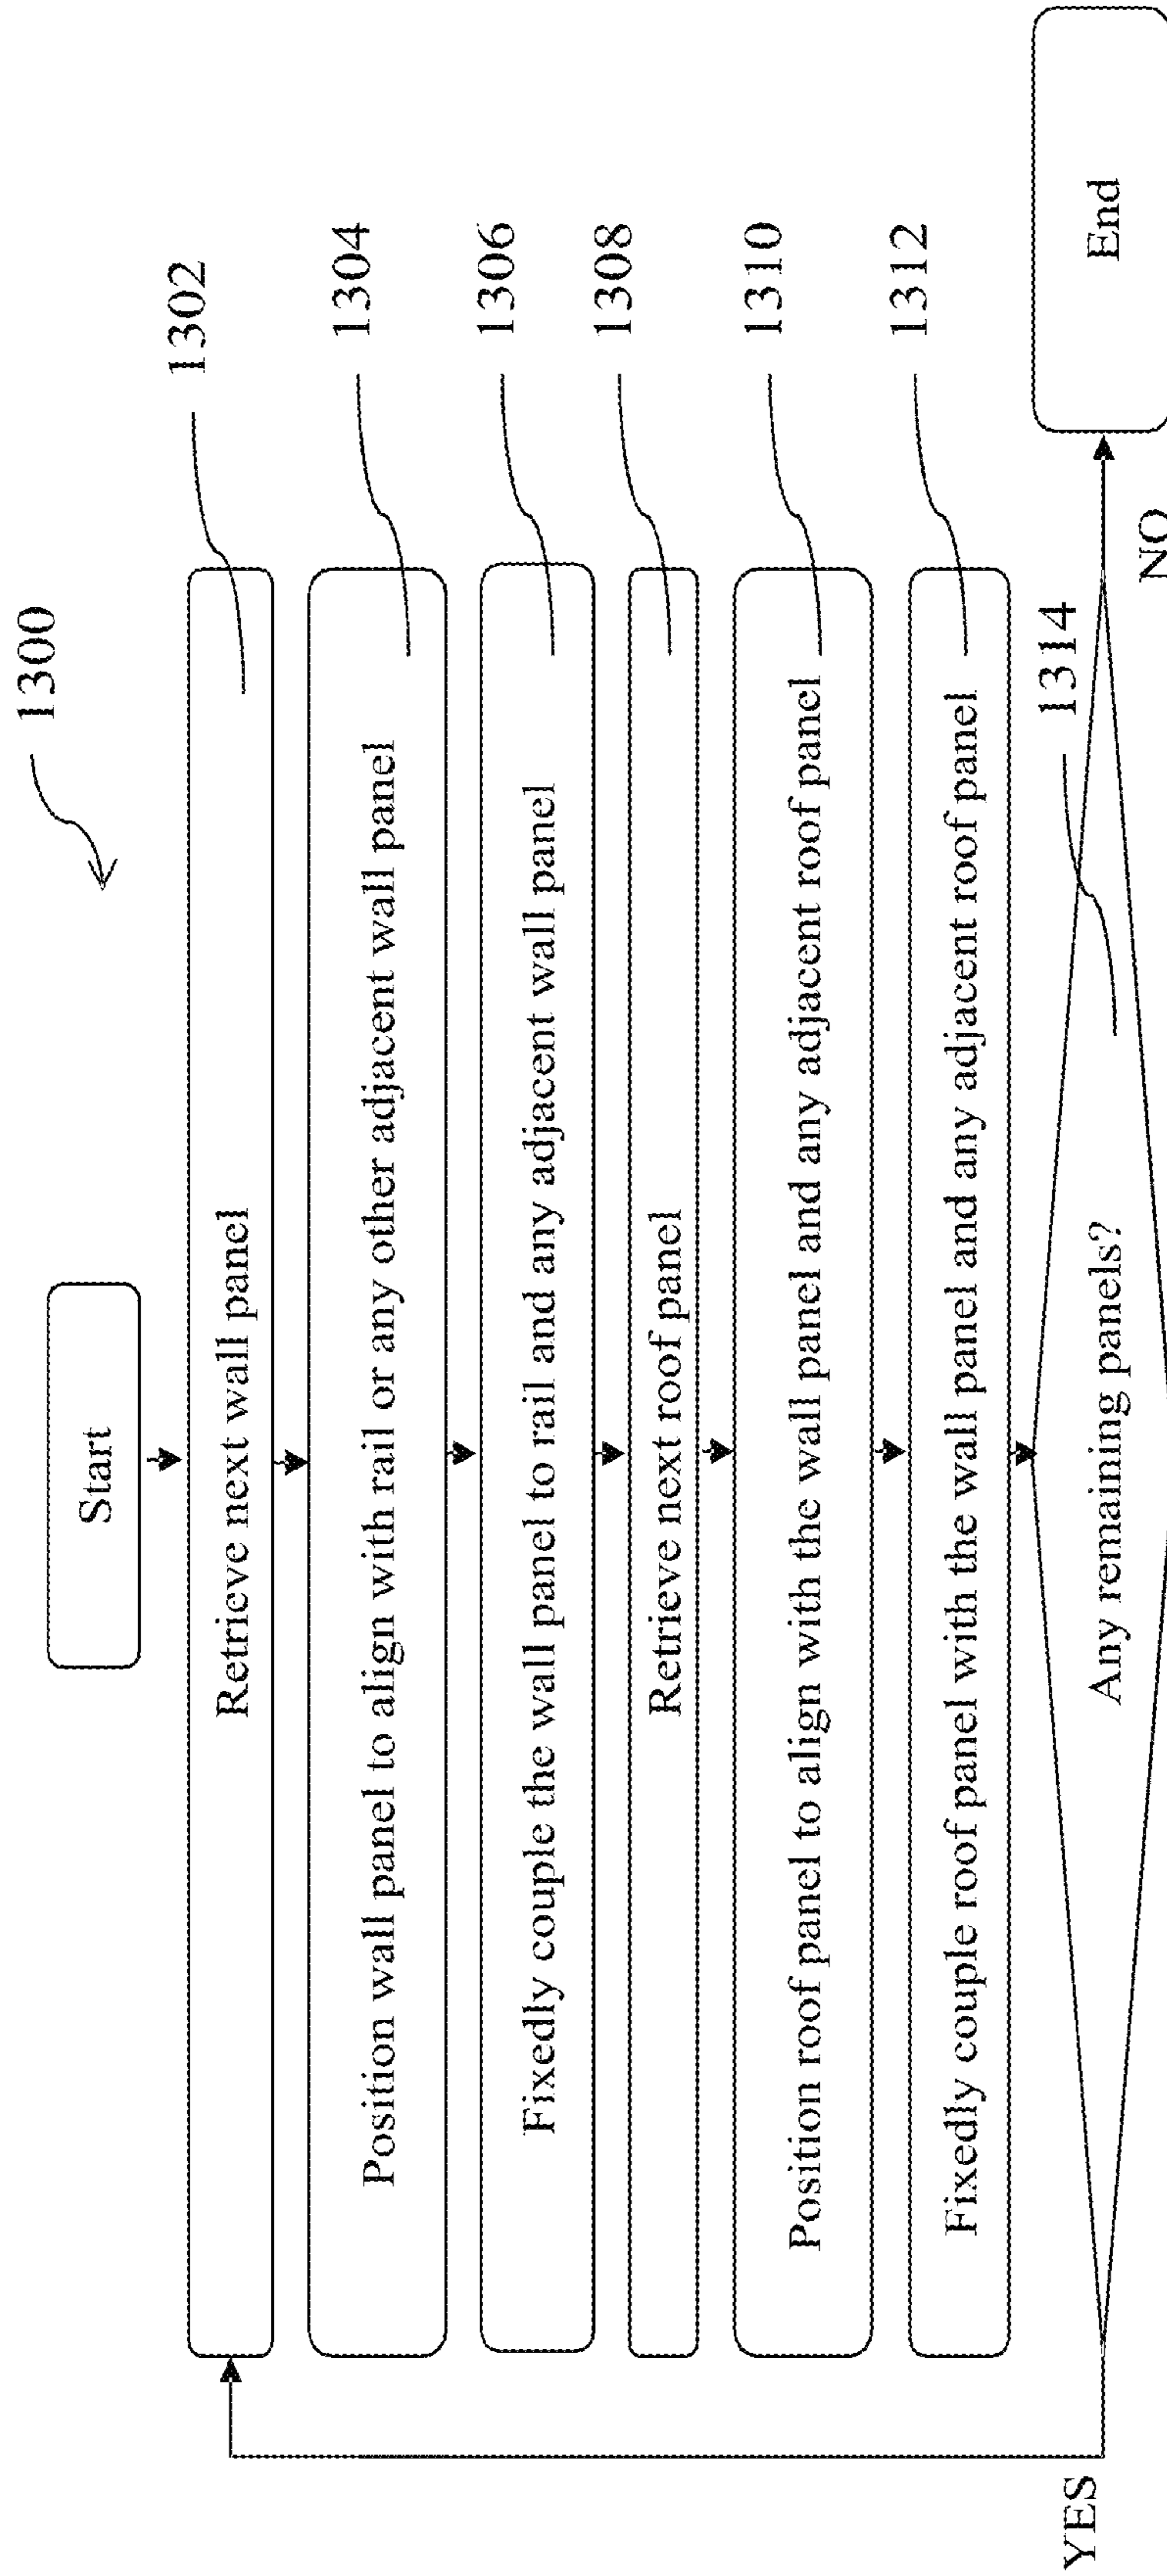 1300
Start
Retrieve next wall panel
1302
Position wall panel to align with rail or any other adjacent wall panel
1304
Fixedly couple the wall panel to rail and any adjacent wall panel
1306
Retrieve next roof panel
1308
Position roof panel to align with the wall panel and any adjacent roof panel
1310
Fixedly couple roof panel with the wall panel and any adjacent roof panel
1312
Any remaining panels?
1314
YES
NO
End